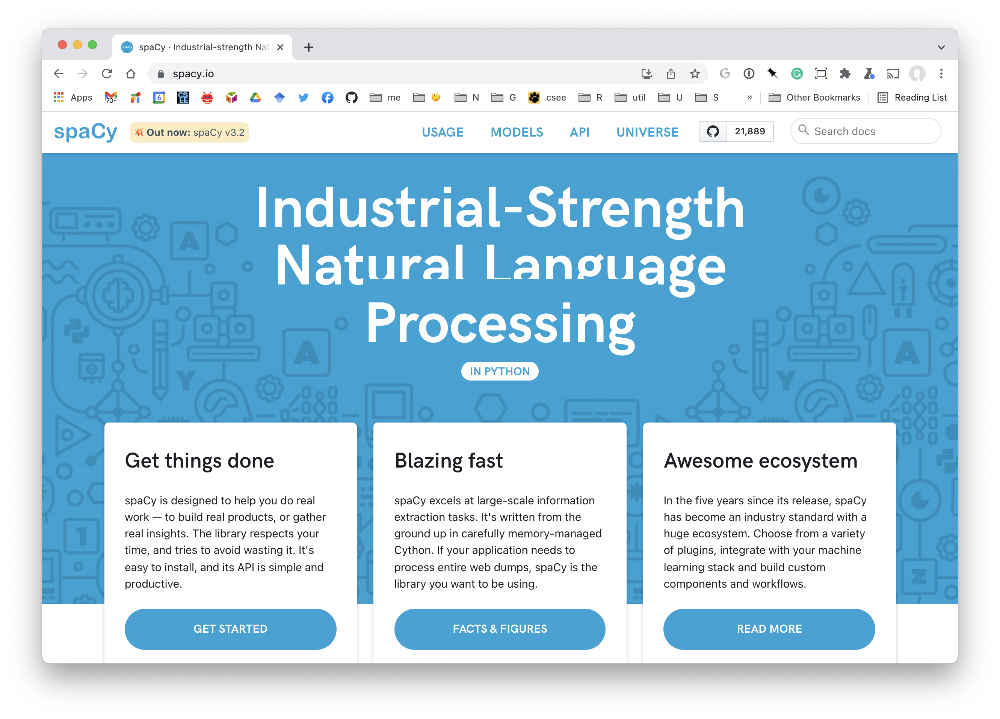 spaCy
spaCy · Industrial-strength Nat
spacy.io
Apps
70+
6
CS
EE
me
N
G
csee
R
util
U
S
»
Other Bookmarks
Reading List
spaCy
💥 Out now: spaCy v3.2
USAGE
MODELS
API
UNIVERSE
21,889
Search docs
Industrial-Strength
Natural Language
Processing
IN PYTHON
A
A
Y
A
Y
1
z
Get things done
spaCy is designed to help you do real
work — to build real products, or gather
real insights. The library respects your
time, and tries to avoid wasting it. It's
easy to install, and its API is simple and
productive.
GET STARTED
Blazing fast
spaCy excels at large-scale information
extraction tasks. It's written from the
ground up in carefully memory-managed
Cython. If your application needs to
process entire web dumps, spaCy is the
library you want to be using.
FACTS & FIGURES
Awesome ecosystem
In the five years since its release, spaCy
has become an industry standard with a
huge ecosystem. Choose from a variety
of plugins, integrate with your machine
learning stack and build custom
components and workflows.
READ MORE